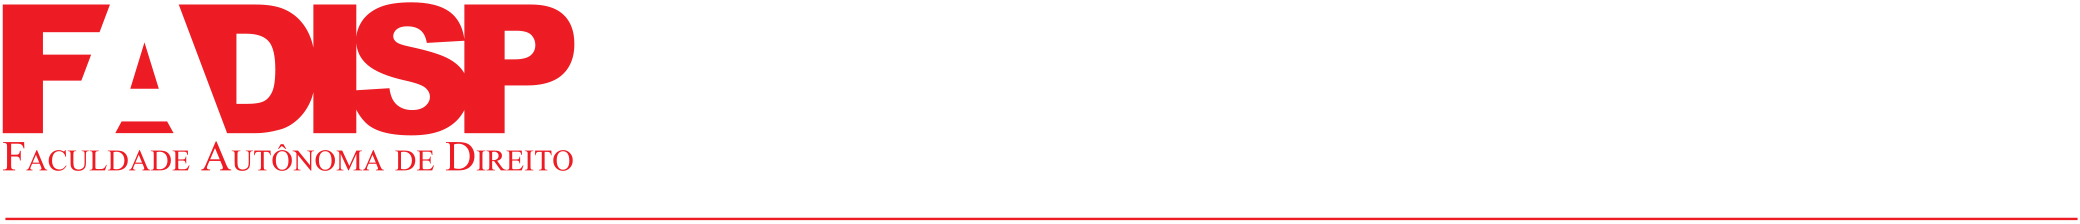 FADISP
FACULDADE AUTÔNOMA DE DIREITO